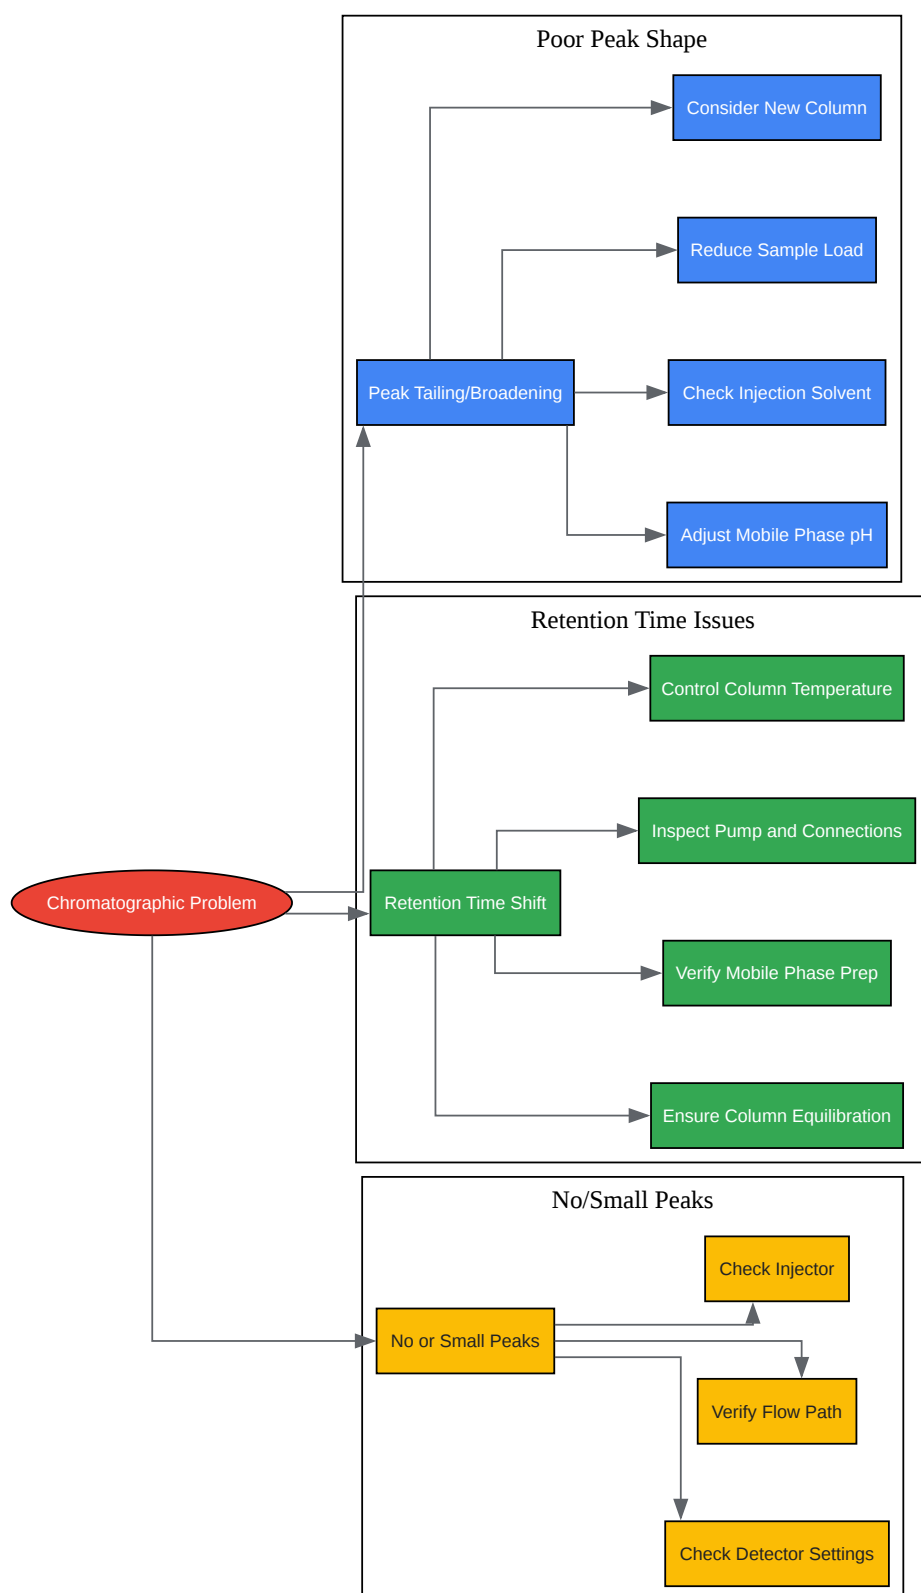 Poor Peak Shape
Consider New Column
Reduce Sample Load
Peak Tailing/Broadening
Check Injection Solvent
Adjust Mobile Phase pH
Retention Time Issues
Control Column Temperature
Inspect Pump and Connections
Chromatographic Problem
Retention Time Shift
Verify Mobile Phase Prep
Ensure Column Equilibration
No/Small Peaks
Check Injector
No or Small Peaks
Verify Flow Path
Check Detector Settings